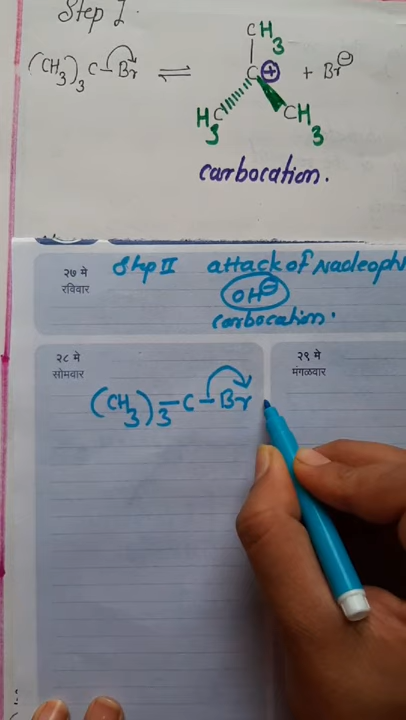 Step I
CH3
(CH3)3 C-Br ⇌ C⊕ + Br⊖
H3C CH3
carbocation.
२७ मे
रविवार
Step II attack of Nucleoph
OH⊖
carbocation.
२८ मे
सोमवार
२९ मे
मंगळवार
(CH3)3-C-Br